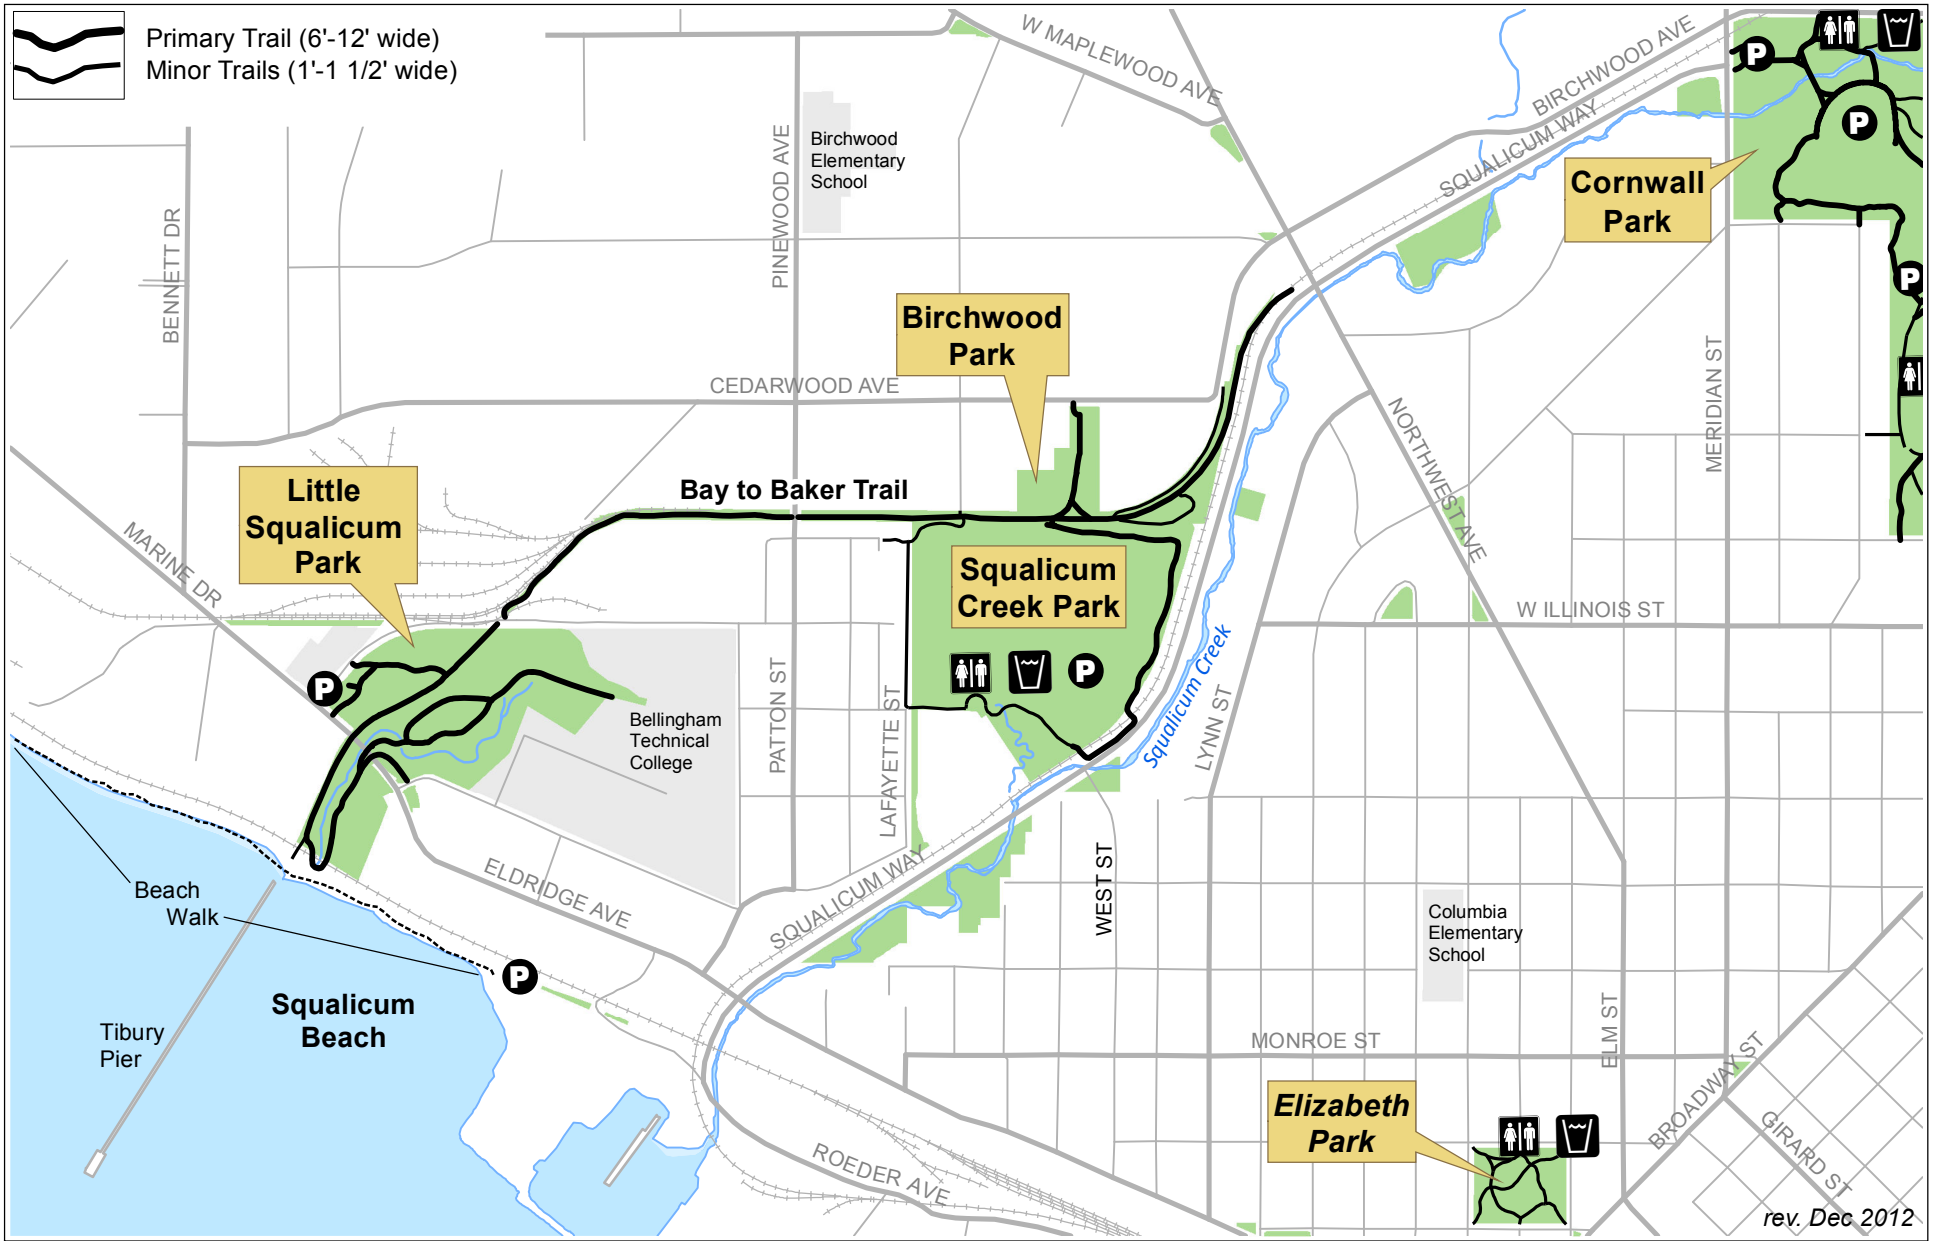 Primary Trail (6'-12' wide)
Minor Trails (1'-1 1/2' wide)
W MAPLEWOOD AVE
BIRCHWOOD AVE
SQUALICUM WAY
P
P
Cornwall
Park
P
PINEWOOD AVE
Birchwood
Elementary
School
BENNETT DR
Birchwood
Park
CEDARWOOD AVE
MERIDIAN ST
NORTHWEST AVE
Bay to Baker Trail
Little
Squalicum
Park
MARINE DR
Squalicum
Creek Park
P
W ILLINOIS ST
Squalicum Creek
LYNN ST
P
PATTON ST
LAFAYETTE ST
Bellingham
Technical
College
WEST ST
ELDRIDGE AVE
SQUALICUM WAY
Beach
Walk
P
Squalicum
Beach
Tibury
Pier
Columbia
Elementary
School
ELM ST
MONROE ST
BROADWAY ST
GIRARD ST
Elizabeth
Park
ROEDER AVE
rev. Dec 2012